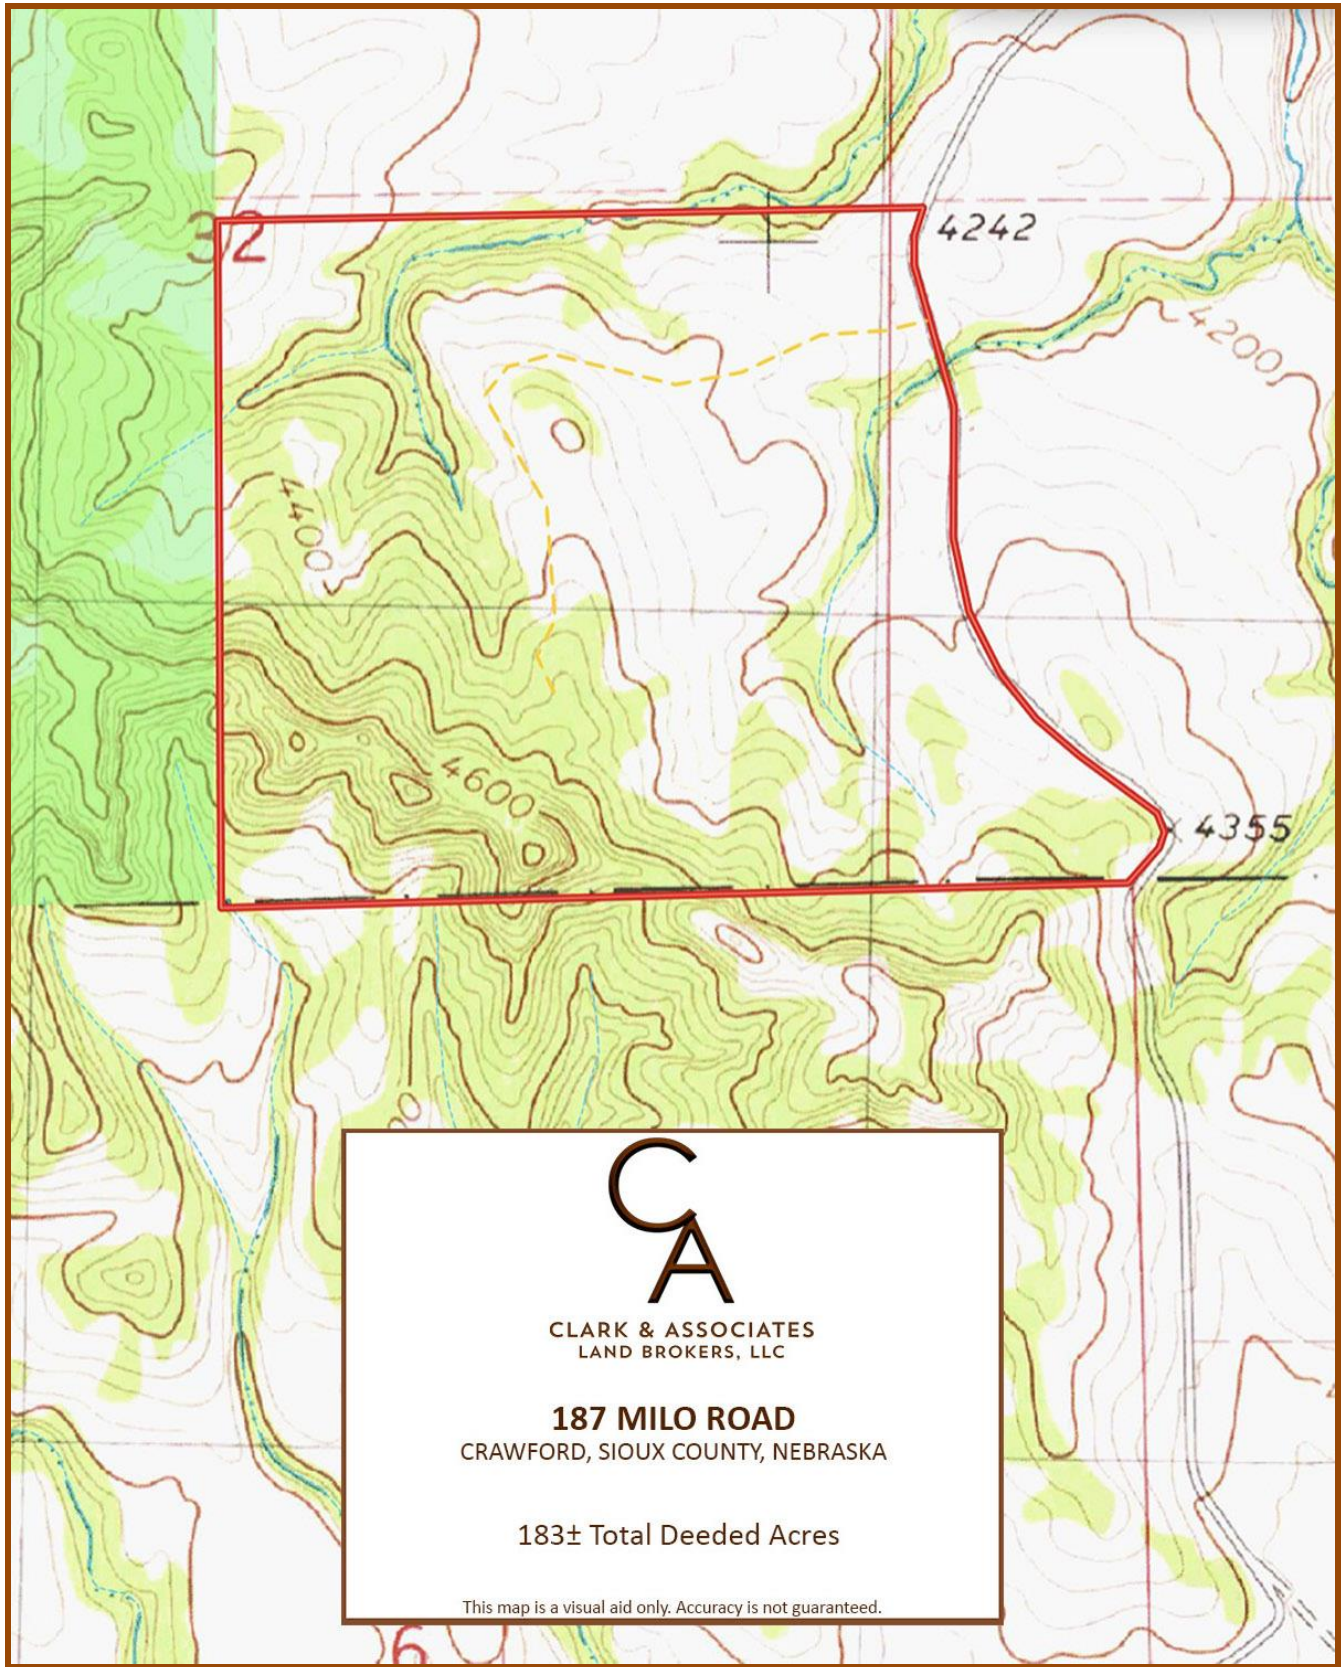 32
4242
4200
4400
4600
4355
CA
CLARK & ASSOCIATES
LAND BROKERS, LLC
187 MILO ROAD
CRAWFORD, SIOUX COUNTY, NEBRASKA
183± Total Deeded Acres
This map is a visual aid only. Accuracy is not guaranteed.
6